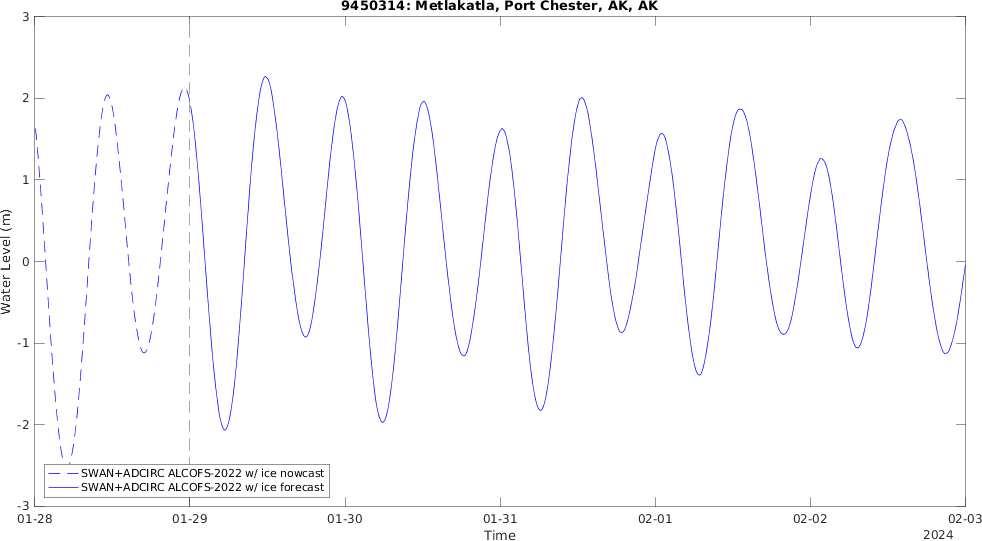 9450314: Metlakatla, Port Chester, AK, AK
3
2
1
0
-1
-2
-3
Water Level (m)
SWAN+ADCIRC ALCOFS-2022 w/ ice nowcast
SWAN+ADCIRC ALCOFS-2022 w/ ice forecast
01-28 01-29 01-30 01-31 02-01 02-02 02-03
Time
2024